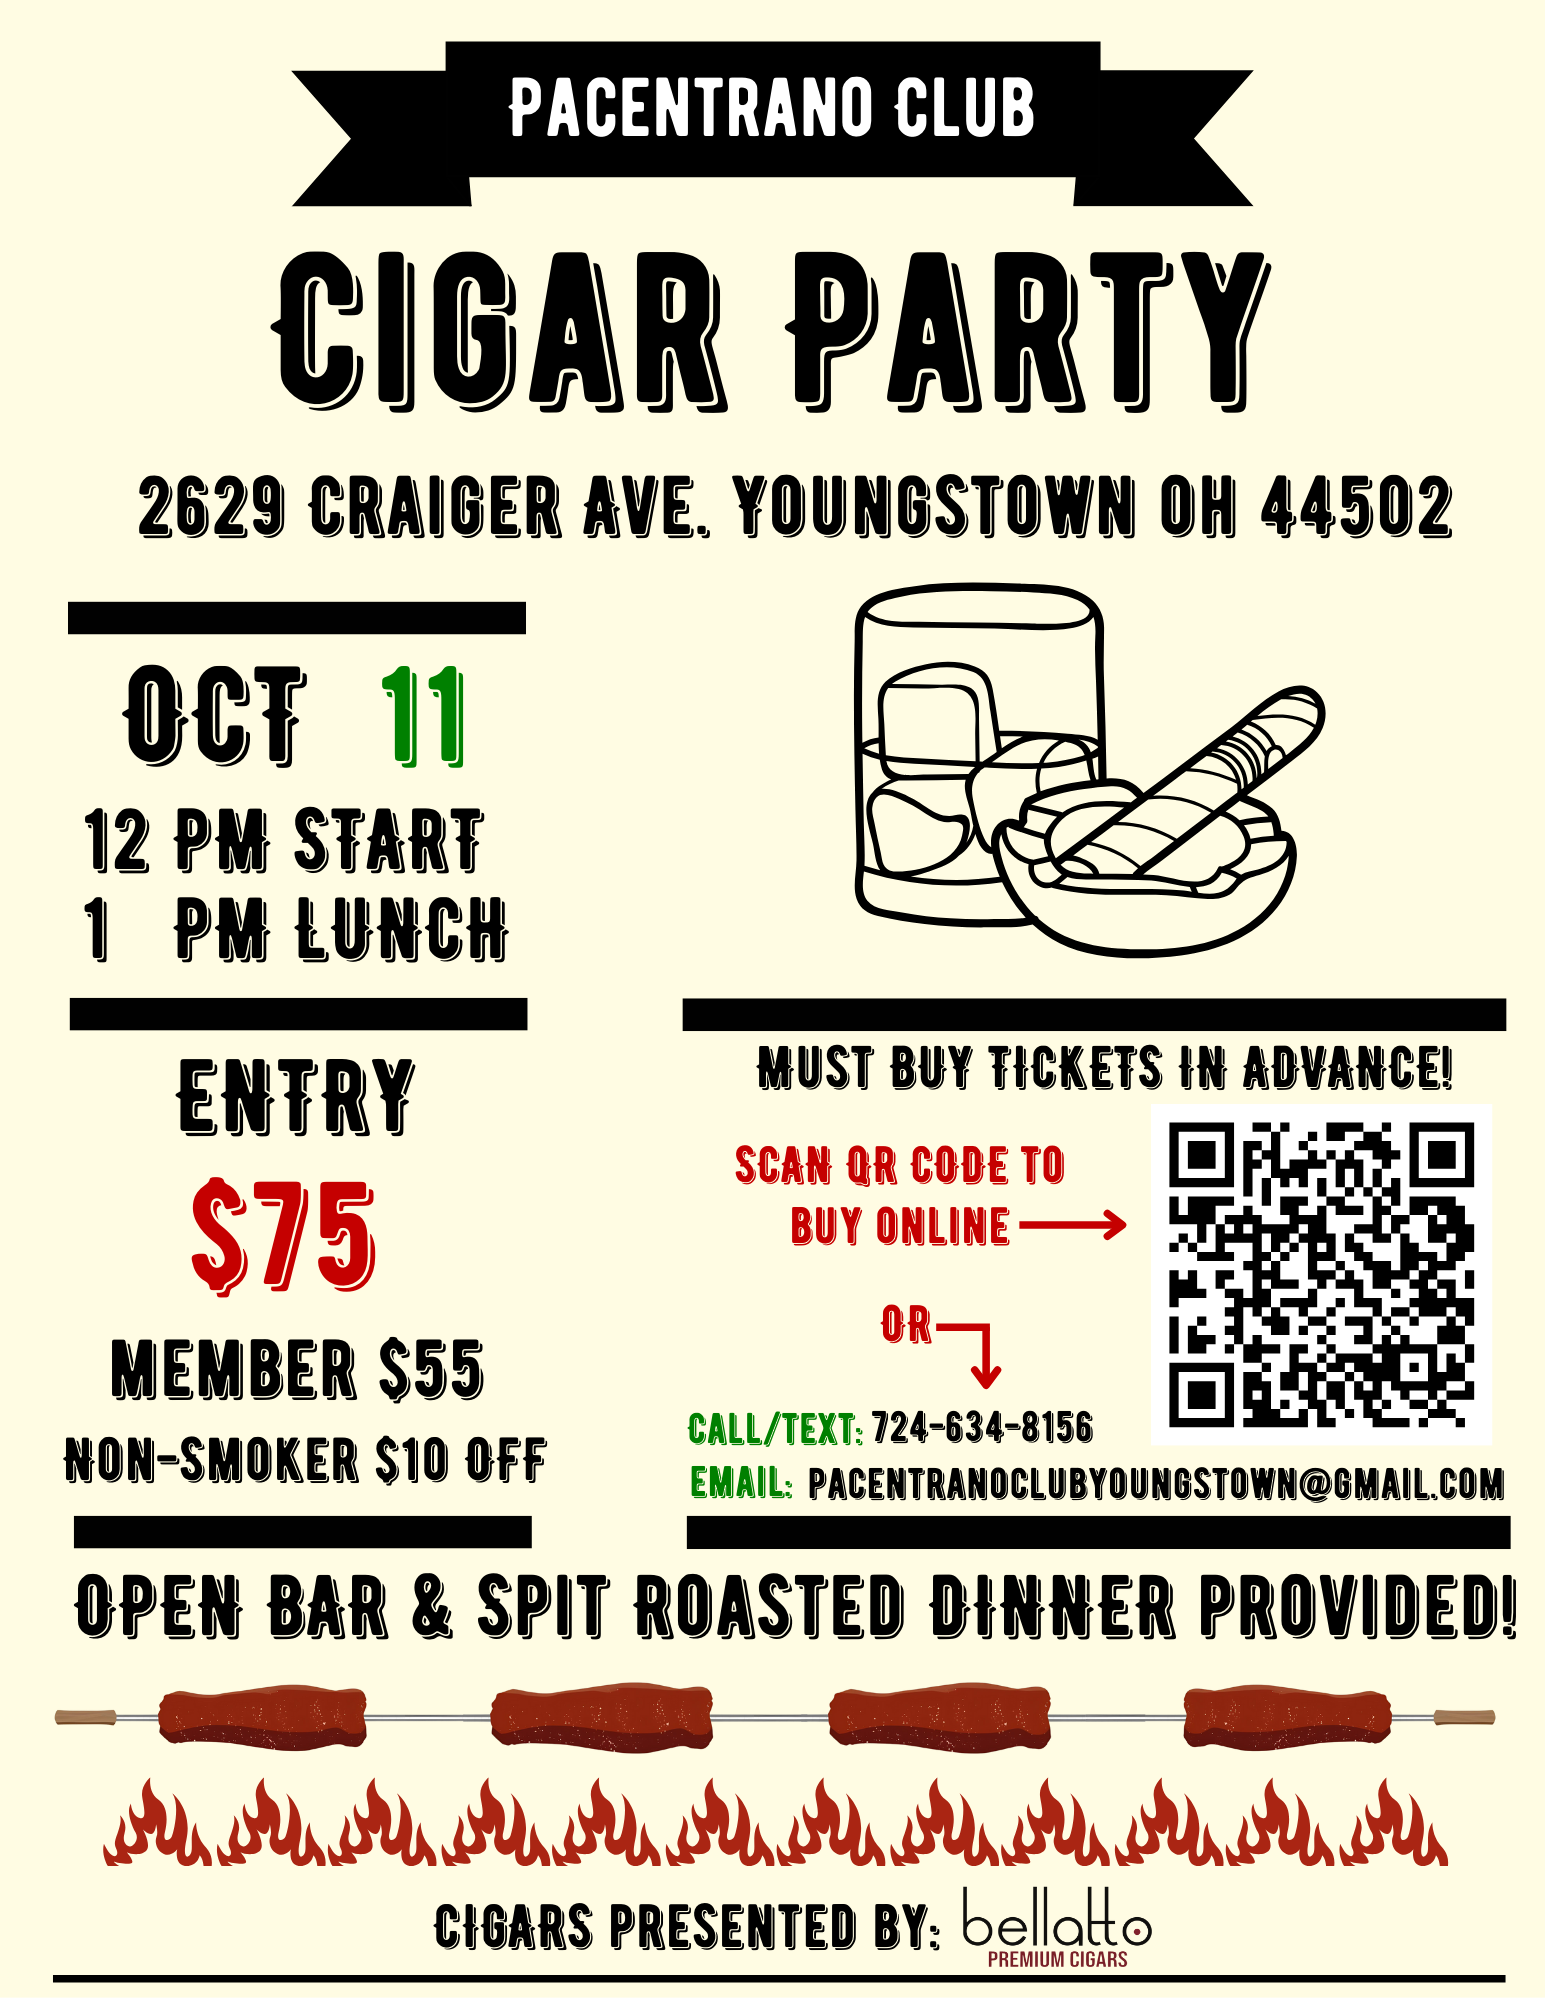 PACENTRANO CLUB
CIGAR PARTY
2629 CRAIGER AVE. YOUNGSTOWN OH 44502
OCT 11
12 PM START
1 PM LUNCH
ENTRY
$75
MEMBER $55
NON-SMOKER $10 OFF
MUST BUY TICKETS IN ADVANCE!
SCAN QR CODE TO
BUY ONLINE
OR
CALL/TEXT: 724-634-8156
EMAIL: PACENTRANOCLUBYOUNGSTOWN@GMAIL.COM
OPEN BAR & SPIT ROASTED DINNER PROVIDED!
CIGARS PRESENTED BY: bellatto
PREMIUM CIGARS